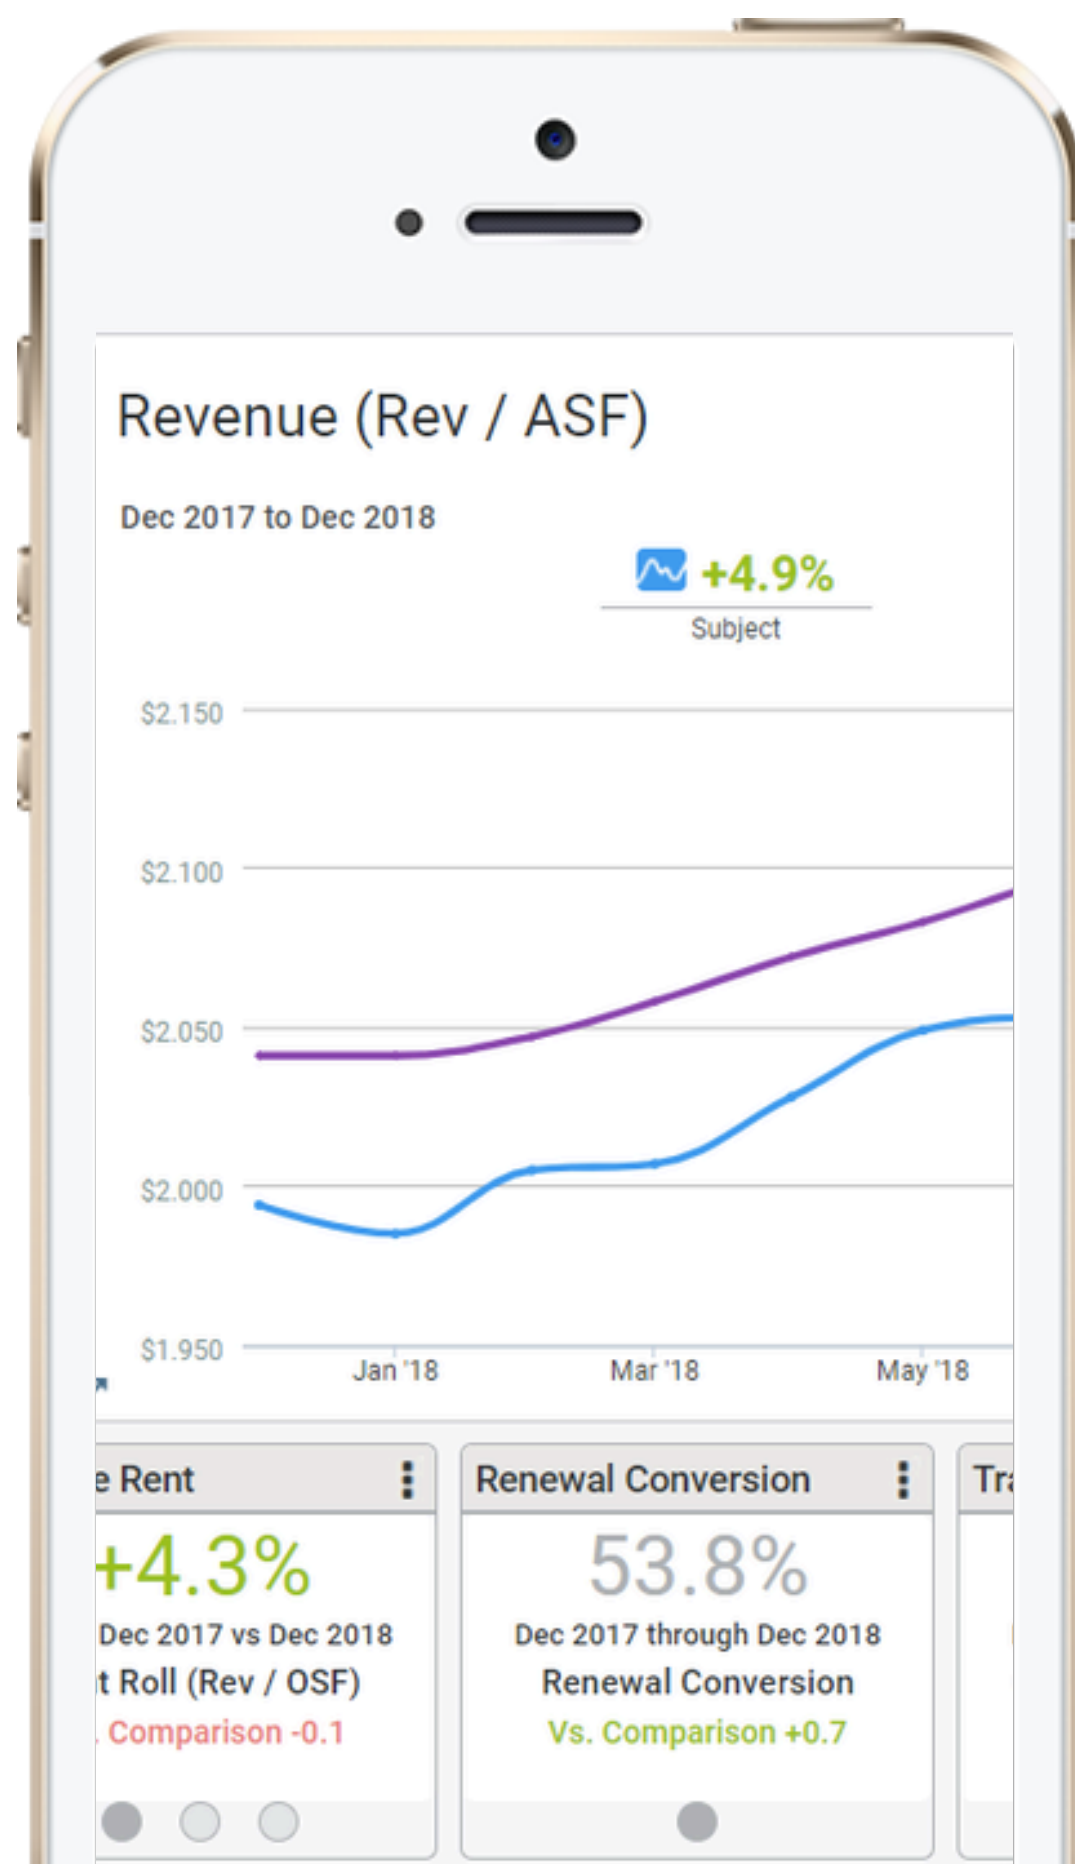 Revenue (Rev / ASF)
Dec 2017 to Dec 2018
+4.9%
Subject
$2.150
$2.100
$2.050
$2.000
$1.950
Jan '18
Mar '18
May '18
e Rent
+4.3%
Dec 2017 vs Dec 2018
t Roll (Rev / OSF)
. Comparison -0.1
Renewal Conversion
53.8%
Dec 2017 through Dec 2018
Renewal Conversion
Vs. Comparison +0.7